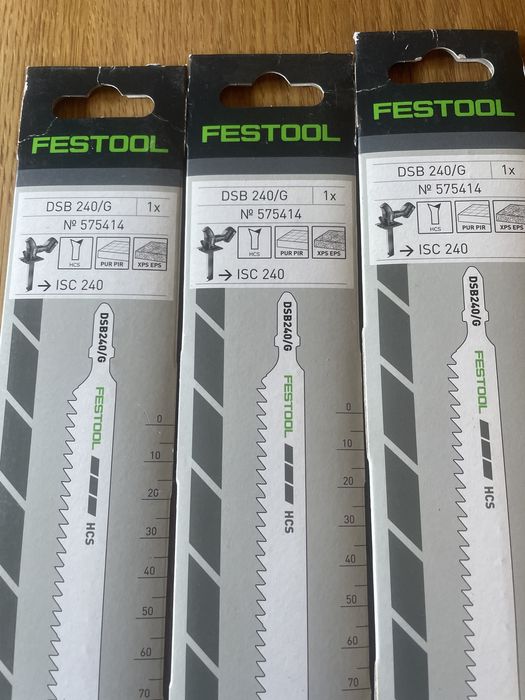 FESTOOL
DSB 240/G 1x
Nº 575414
HCS
PUR PIR
XPS EPS
→ ISC 240
DSB240/G
FESTOOL
HCS
0
10
20
30
40
50
60
70
FESTOOL
DSB 240/G 1x
Nº 575414
HCS
PUR PIR
XPS EPS
→ ISC 240
DSB240/G
FESTOOL
HCS
0
10
20
30
40
50
60
70
FESTOOL
DSB 240/G 1x
Nº 575414
HCS
PUR PIR
XPS EPS
→ ISC 240
DSB240/G
FESTOOL
HCS